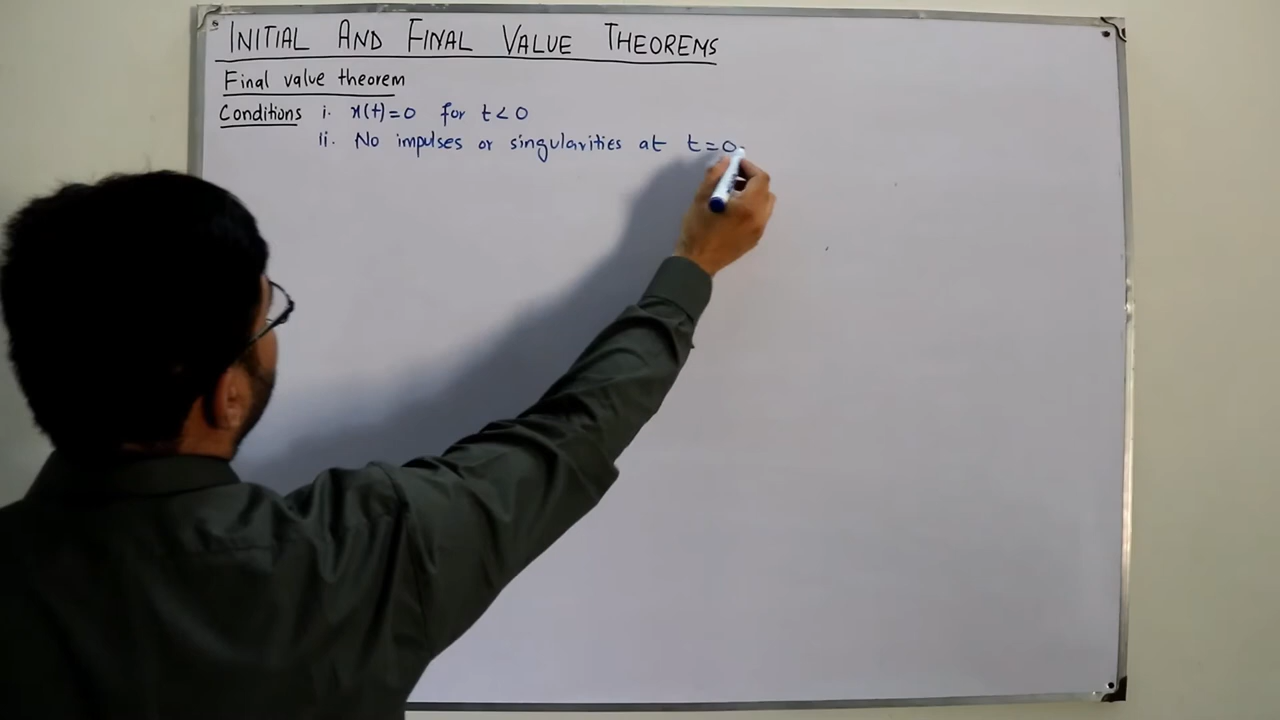 INITIAL AND FINAL VALUE THEOREMS
Final value theorem
Conditions i. x(t)=0 for t<0
ii. No impulses or singularities at t=0.